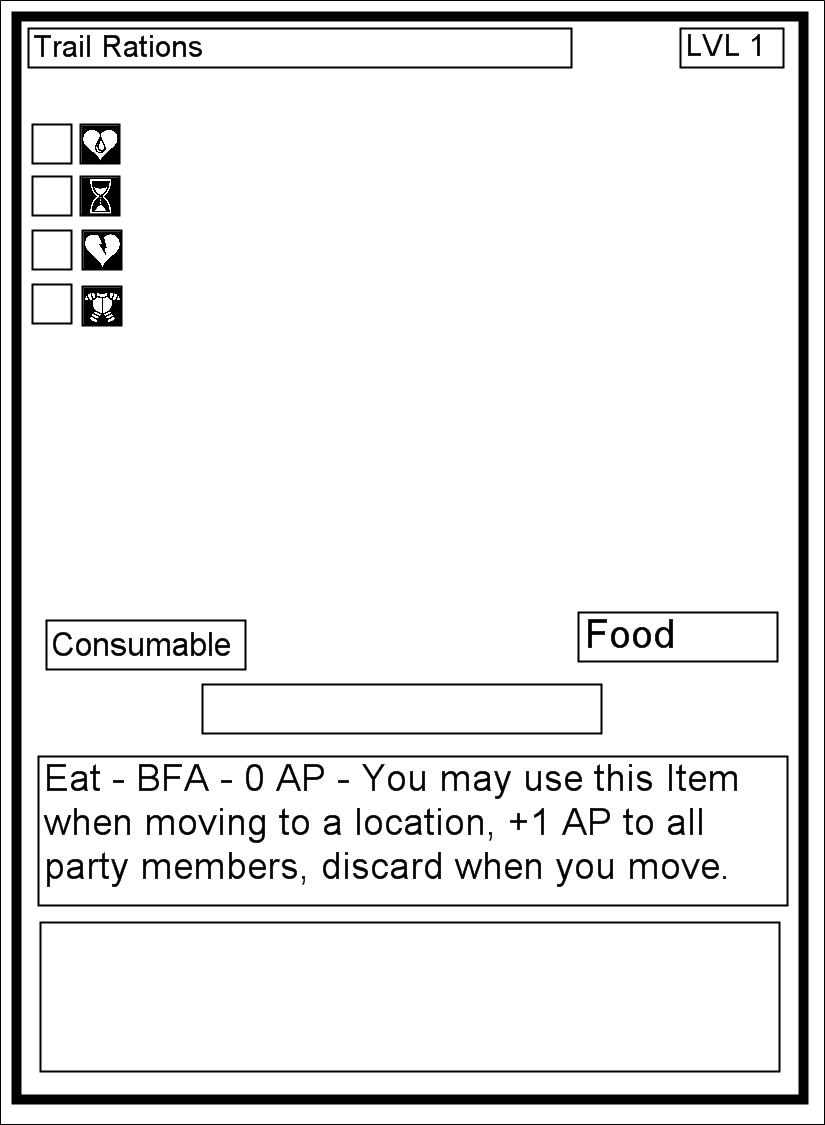 Trail Rations
LVL 1
Consumable
Food
Eat - BFA - 0 AP - You may use this Item
when moving to a location, +1 AP to all
party members, discard when you move.